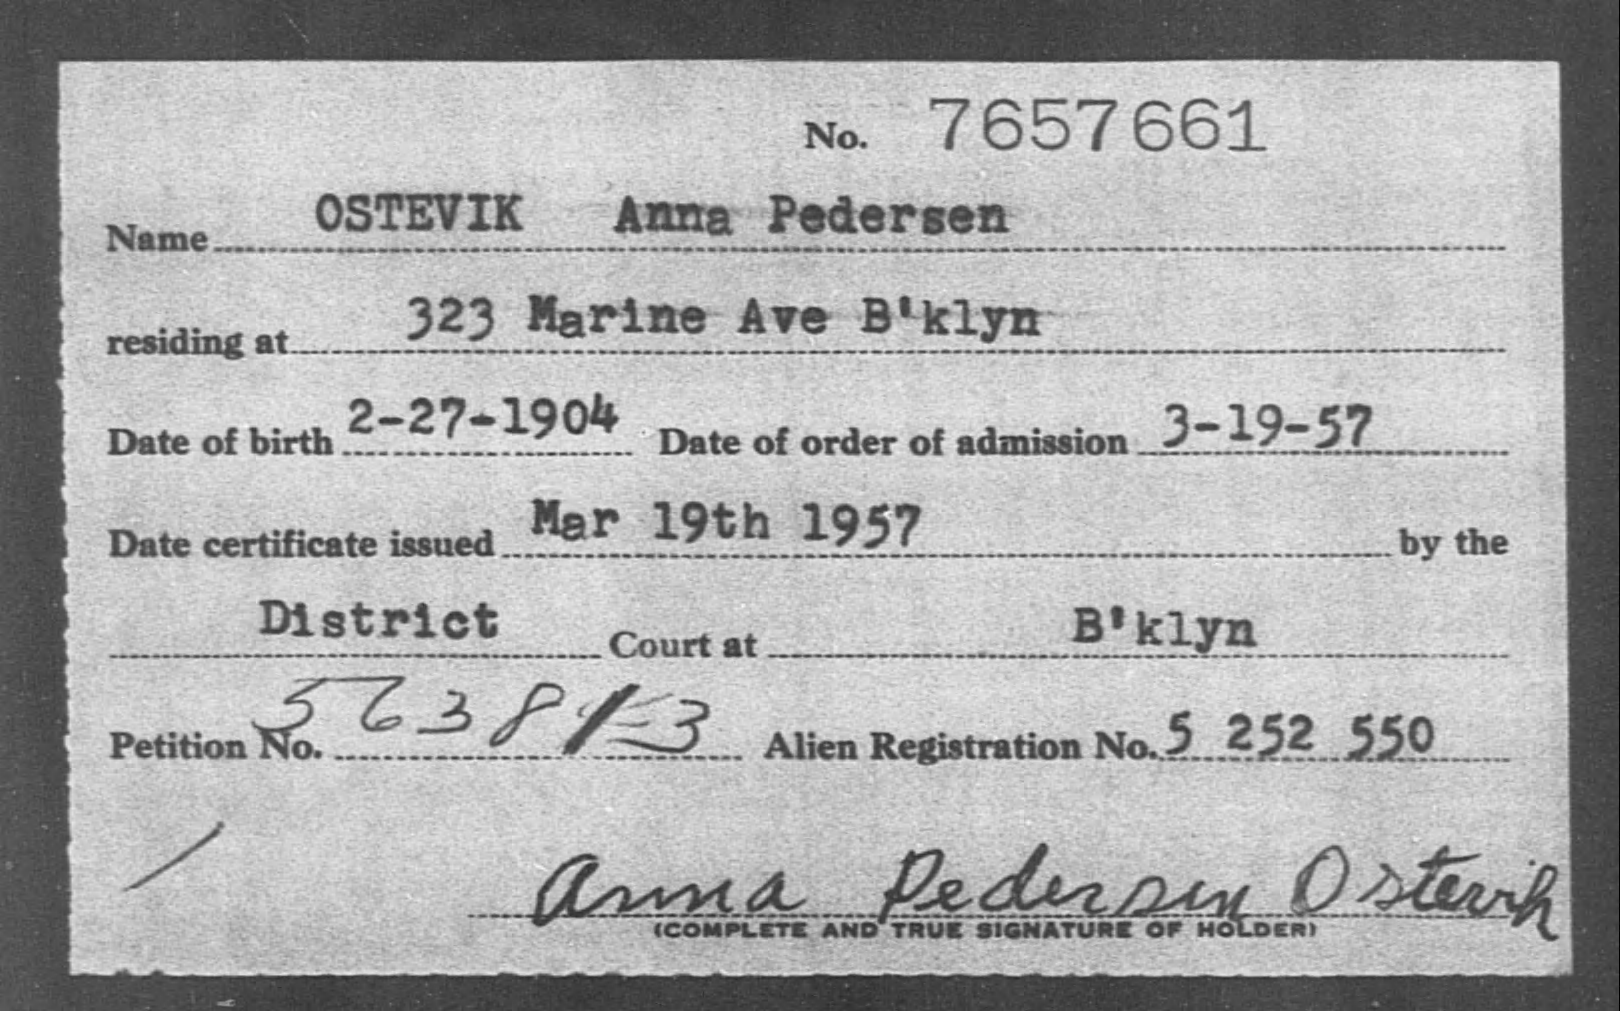 No. 7657661
Name OSTEVIK Anna Pedersen
residing at 323 Marine Ave B'klyn
Date of birth 2-27-1904 Date of order of admission 3-19-57
Date certificate issued Mar 19th 1957 by the
District Court at B'klyn
Petition No. Alien Registration No. 5 252 550
Anna Pedersen Ostevik
(COMPLETE AND TRUE SIGNATURE OF HOLDER)